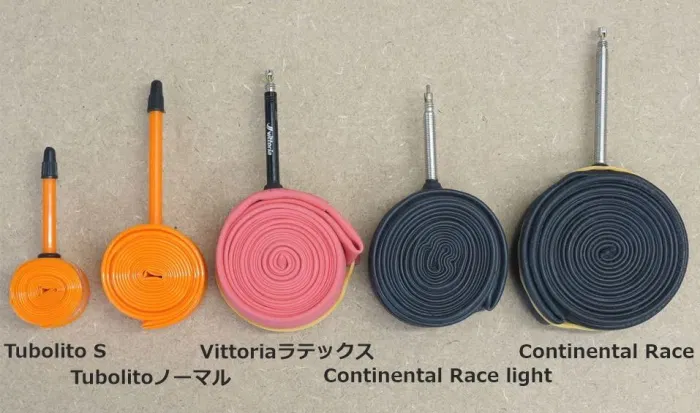 Vittoria
Tubolito S
Tubolitoノーマル
Vittoriaラテックス
Continental Race light
Continental Race